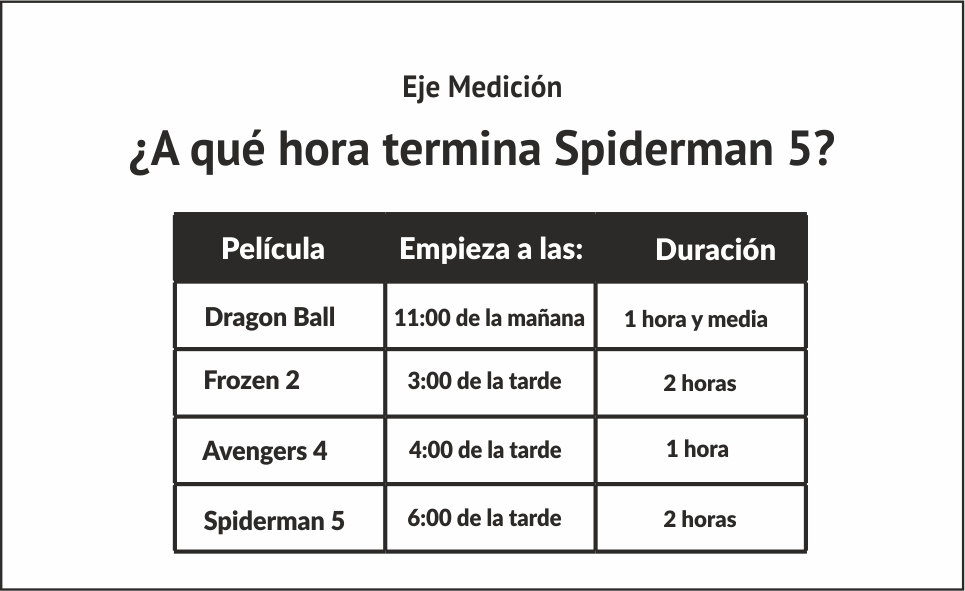 Eje Medición
¿A qué hora termina Spiderman 5?
Película Empieza a las: Duración
Dragon Ball 11:00 de la mañana 1 hora y media
Frozen 2 3:00 de la tarde 2 horas
Avengers 4 4:00 de la tarde 1 hora
Spiderman 5 6:00 de la tarde 2 horas